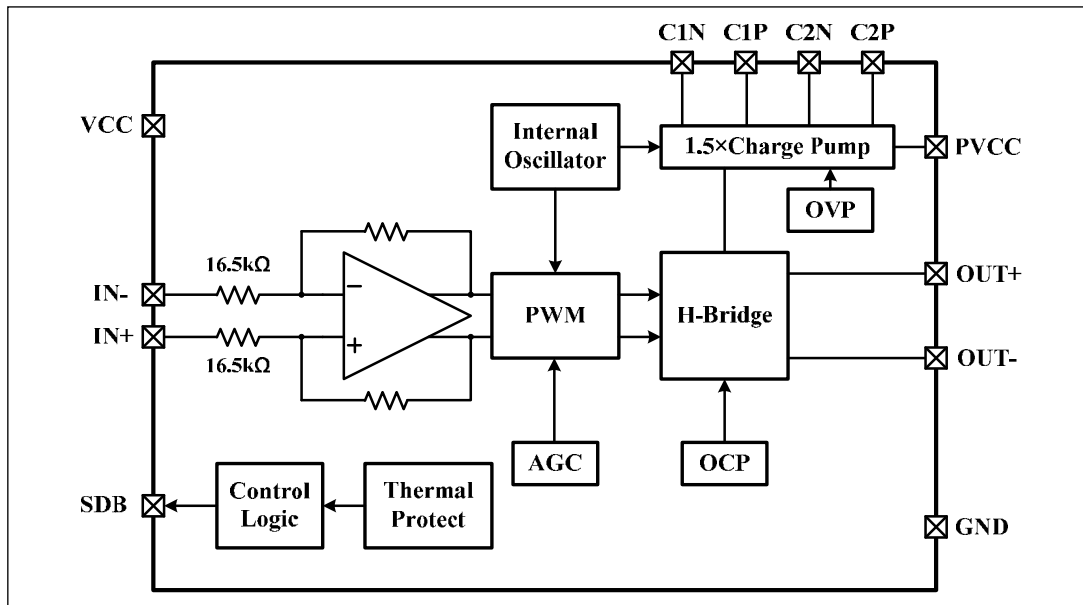 C1N C1P C2N C2P
VCC
Internal
Oscillator
1.5×Charge Pump
PVCC
OVP
16.5kΩ
IN-
IN+
16.5kΩ
−
+
PWM
H-Bridge
OUT+
OUT-
AGC
OCP
SDB
Control
Logic
Thermal
Protect
GND